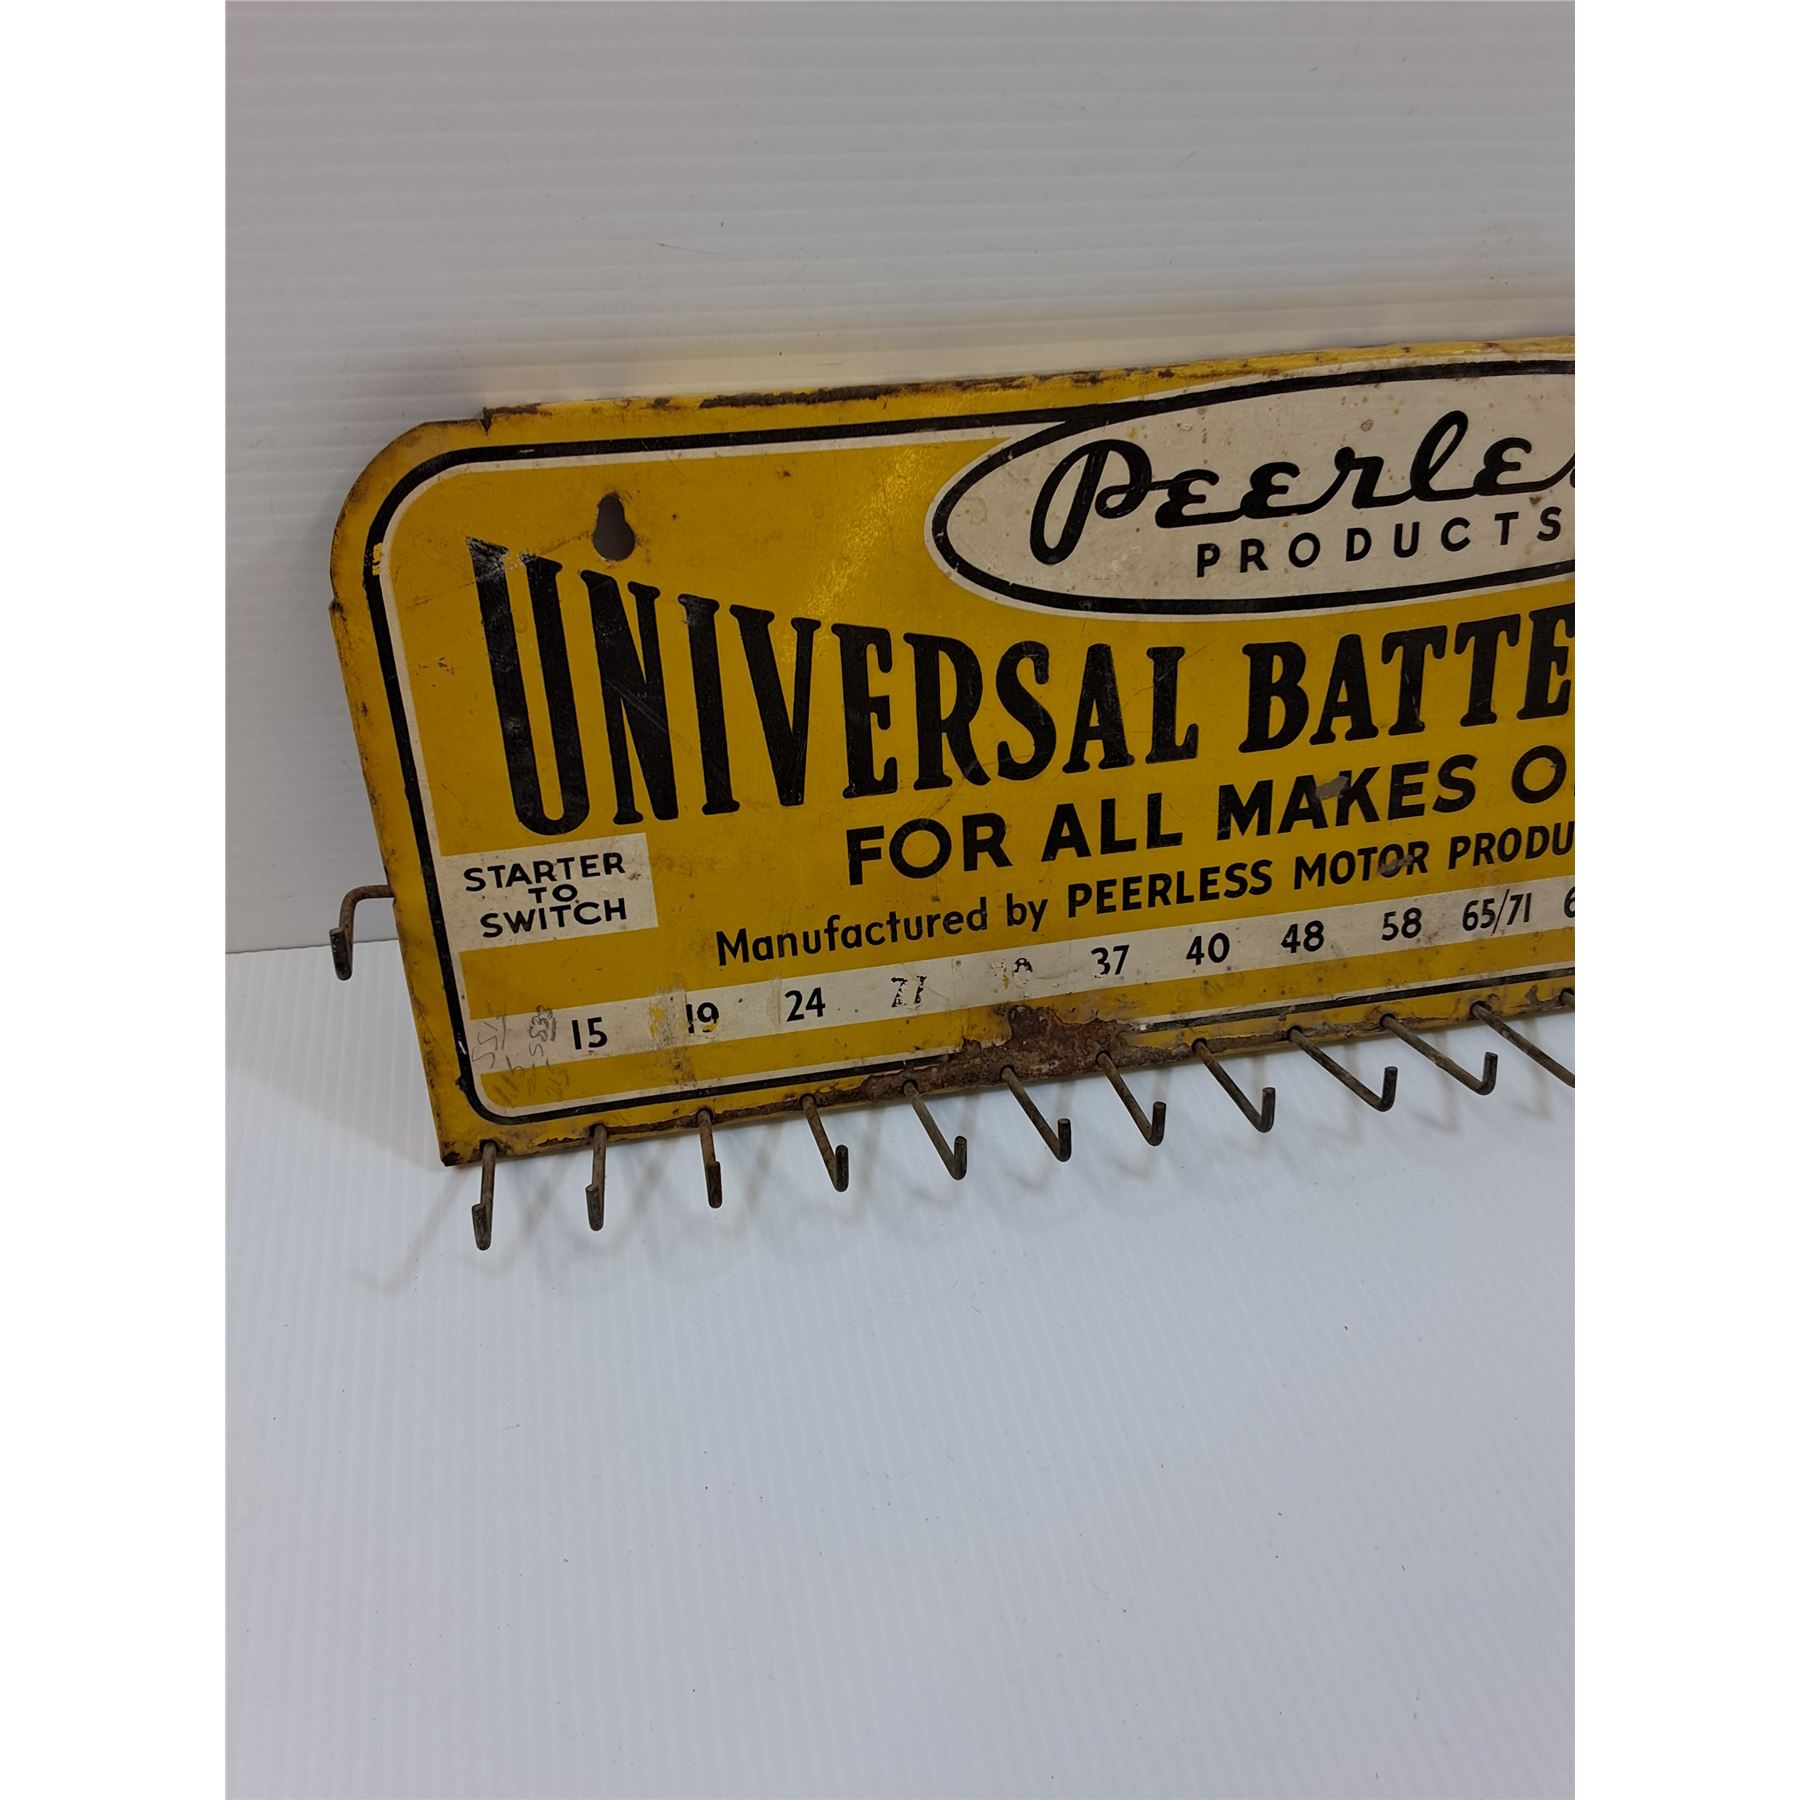 Peerle
PRODUCTS
UNIVERSAL BATTE
FOR ALL MAKES O
STARTER
TO
SWITCH
Manufactured by PEERLESS MOTOR PRODU
15 19 24 37 40 48 58 65/71 6